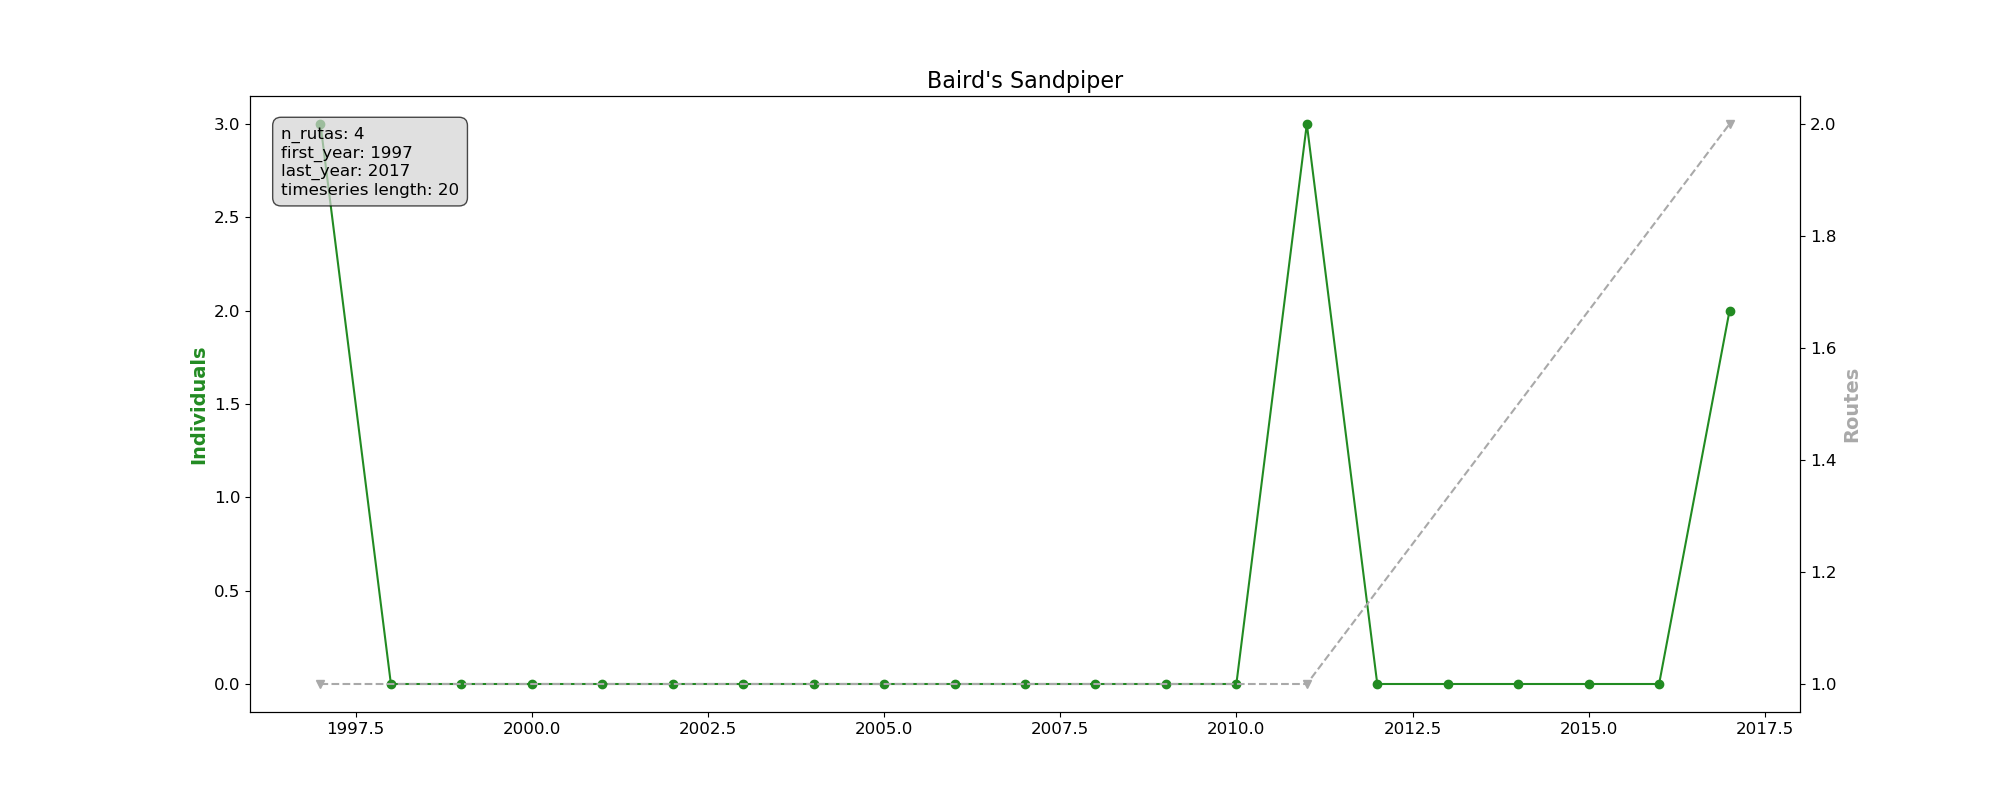 Baird's Sandpiper
n_rutas: 4
first_year: 1997
last_year: 2017
timeseries length: 20
Individuals
3.0
2.5
2.0
1.5
1.0
0.5
0.0
2.0
1.8
1.6
1.4
1.2
1.0
Routes
1997.5 2000.0 2002.5 2005.0 2007.5 2010.0 2012.5 2015.0 2017.5